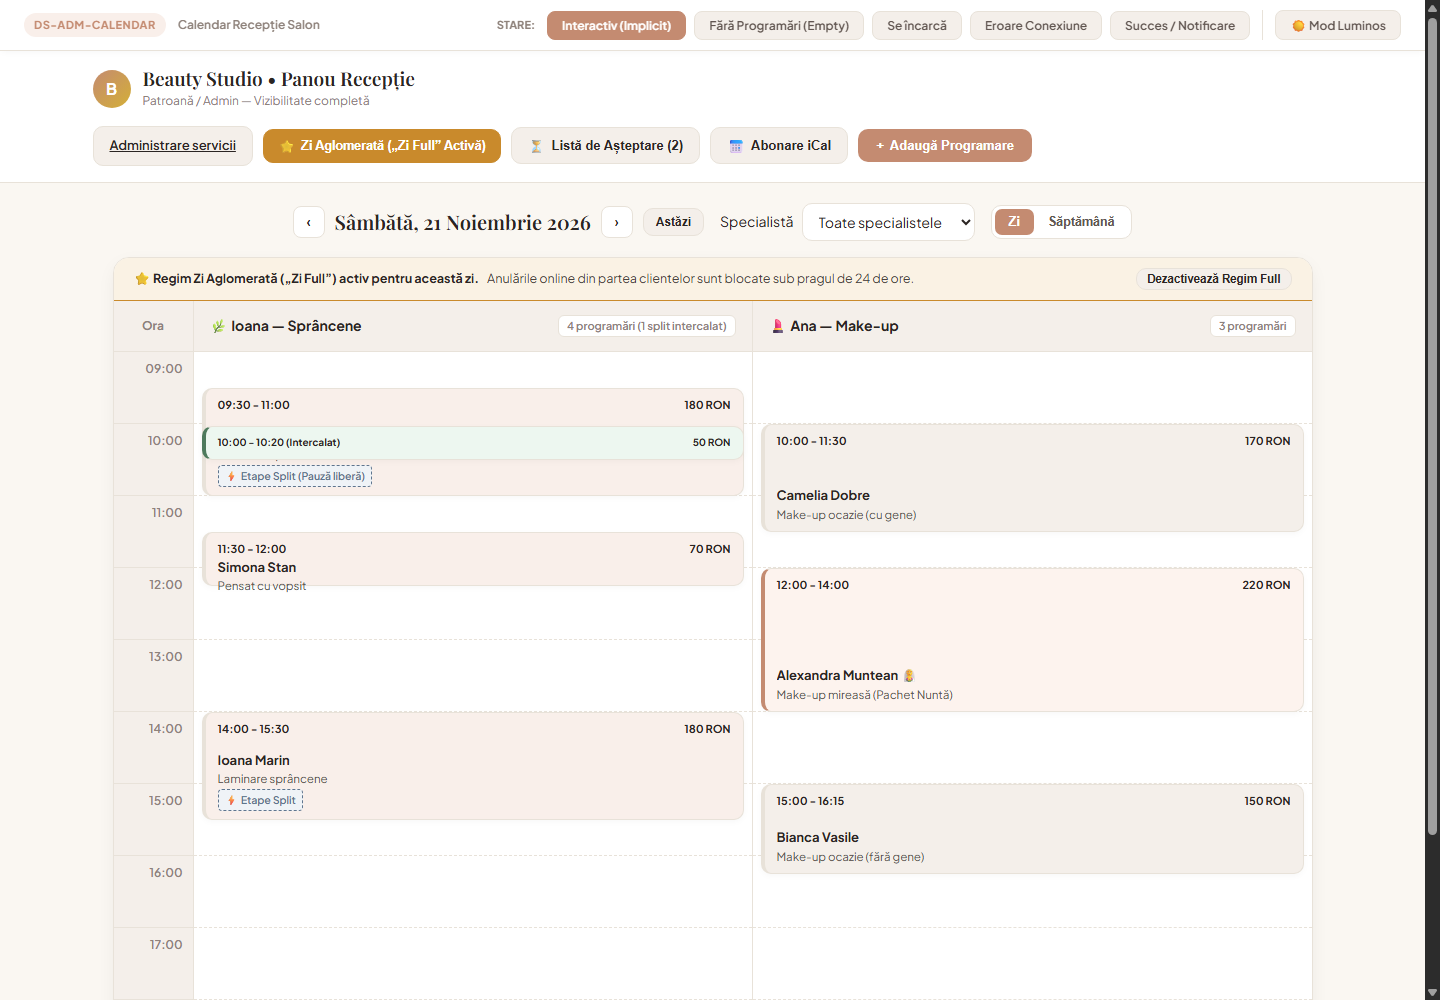 DS-ADM-CALENDAR Calendar Recepție Salon STARE: Interactiv (Implicit) Fără Programări (Empty) Se încarcă Eroare Conexiune Succes / Notificare Mod Luminos
B
Beauty Studio • Panou Recepție
Patroană / Admin — Vizibilitate completă
Administrare servicii Zi Aglomerată („Zi Full” Activă) Listă de Așteptare (2) Abonare iCal + Adaugă Programare
‹ Sâmbătă, 21 Noiembrie 2026 › Astăzi Specialistă Toate specialistele Zi Săptămână
Regim Zi Aglomerată („Zi Full”) activ pentru această zi. Anulările online din partea clientelor sunt blocate sub pragul de 24 de ore. Dezactivează Regim Full
Ora Ioana — Sprâncene 4 programări (1 split intercalat) Ana — Make-up 3 programări
09:00
09:30 – 11:00 180 RON
10:00 10:00 – 10:20 (Intercalat) 50 RON 10:00 – 11:30 170 RON
Etape Split (Pauză liberă)
Camelia Dobre
Make-up ocazie (cu gene)
11:00
11:30 – 12:00 70 RON
Simona Stan
Pensat cu vopsit
12:00 12:00 – 14:00 220 RON
13:00
Alexandra Muntean
Make-up mireasă (Pachet Nuntă)
14:00 14:00 – 15:30 180 RON
Ioana Marin
Laminare sprâncene
Etape Split
15:00 15:00 – 16:15 150 RON
Bianca Vasile
Make-up ocazie (fără gene)
16:00
17:00